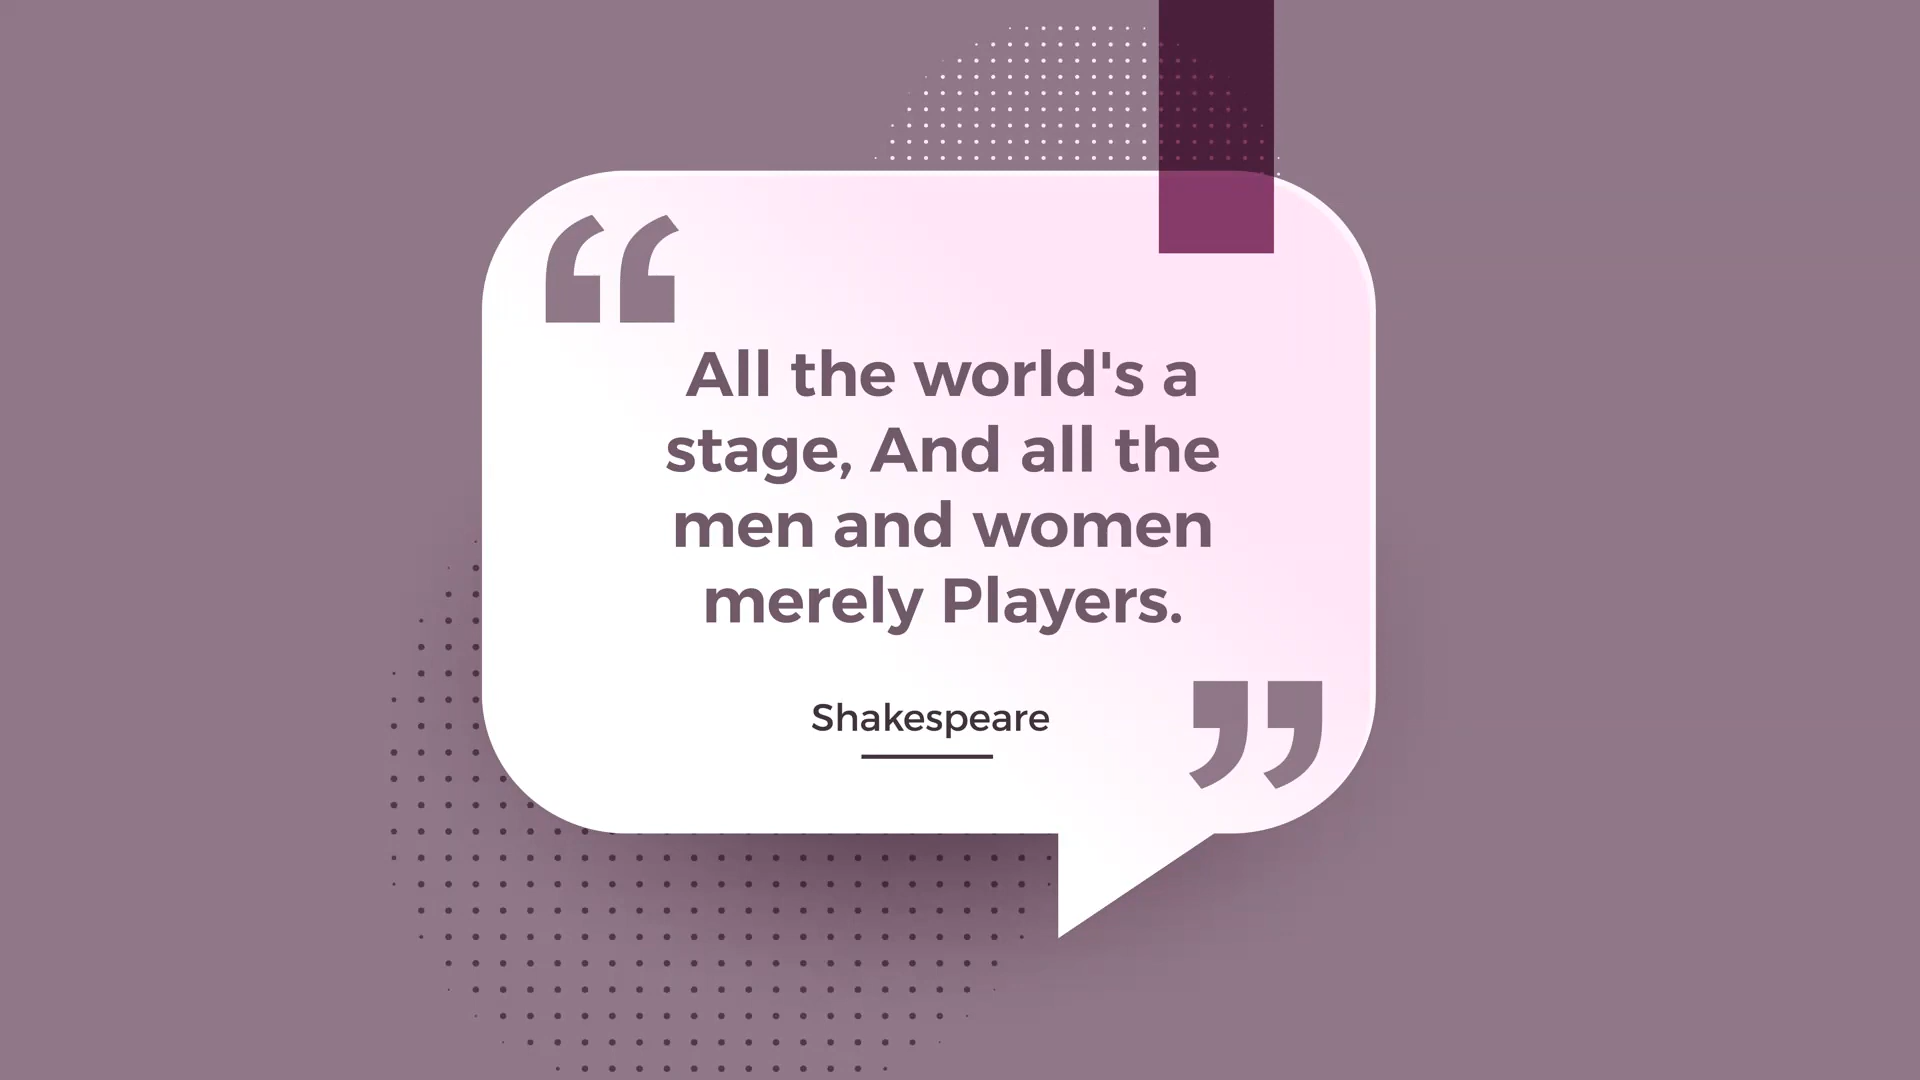 “
All the world's a
stage, And all the
men and women
merely Players.
Shakespeare
”